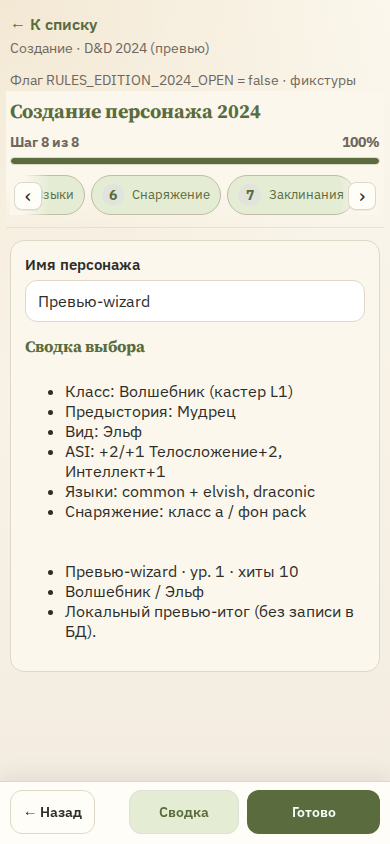 ← К списку
Создание · D&D 2024 (превью)
Флаг RULES_EDITION_2024_OPEN = false · фикстуры
Создание персонажа 2024
Шаг 8 из 8 100%
‹ зыки 6 Снаряжение 7 Заклинания ›
Имя персонажа
Превью-wizard
Сводка выбора
• Класс: Волшебник (кастер L1)
• Предыстория: Мудрец
• Вид: Эльф
• ASI: +2/+1 Телосложение+2,
Интеллект+1
• Языки: common + elvish, draconic
• Снаряжение: класс a / фон pack
• Превью-wizard · ур. 1 · хиты 10
• Волшебник / Эльф
• Локальный превью-итог (без записи в
БД).
← Назад Сводка Готово